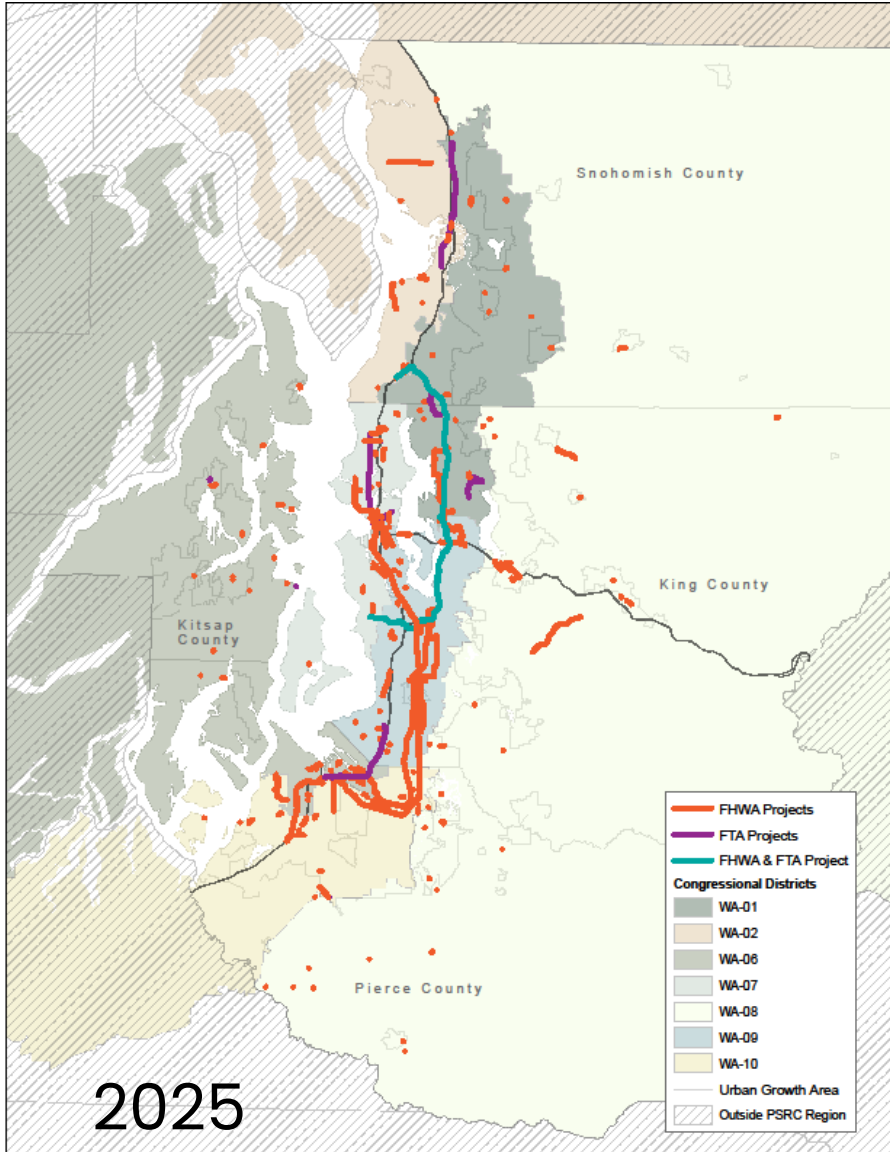 Snohomish County
King County
Kitsap
County
Pierce County
2025
FHWA Projects
FTA Projects
FHWA & FTA Project
Congressional Districts
WA-01
WA-02
WA-06
WA-07
WA-08
WA-09
WA-10
Urban Growth Area
Outside PSRC Region